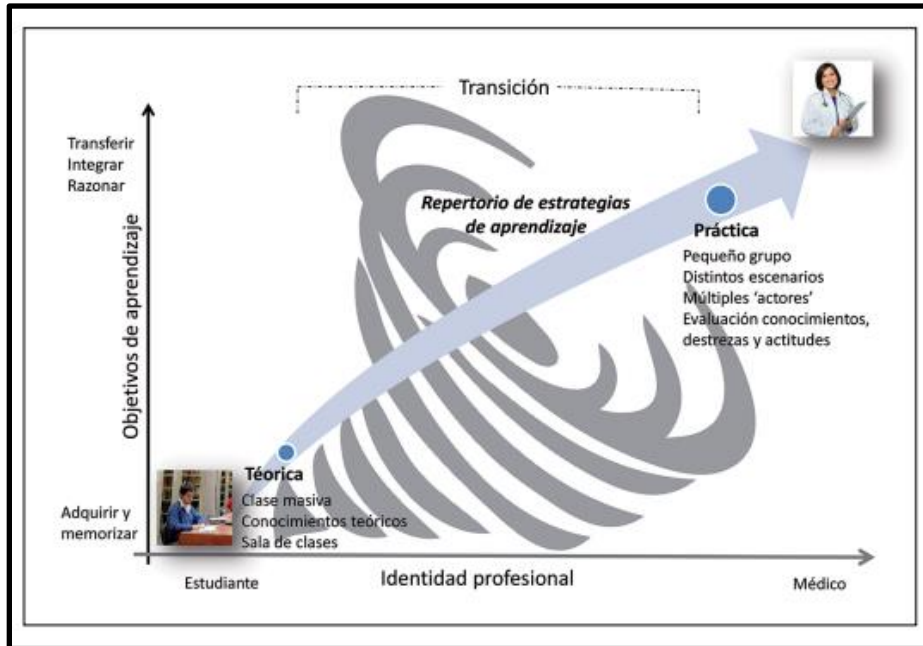 Transición
Transferir
Integrar
Razonar
Objetivos de aprendizaje
Repertorio de estrategias
de aprendizaje
Práctica
Pequeño grupo
Distintos escenarios
Múltiples ‘actores’
Evaluación conocimientos,
destrezas y actitudes
Téorica
Clase masiva
Conocimientos teóricos
Sala de clases
Adquirir y
memorizar
Estudiante
Identidad profesional
Médico